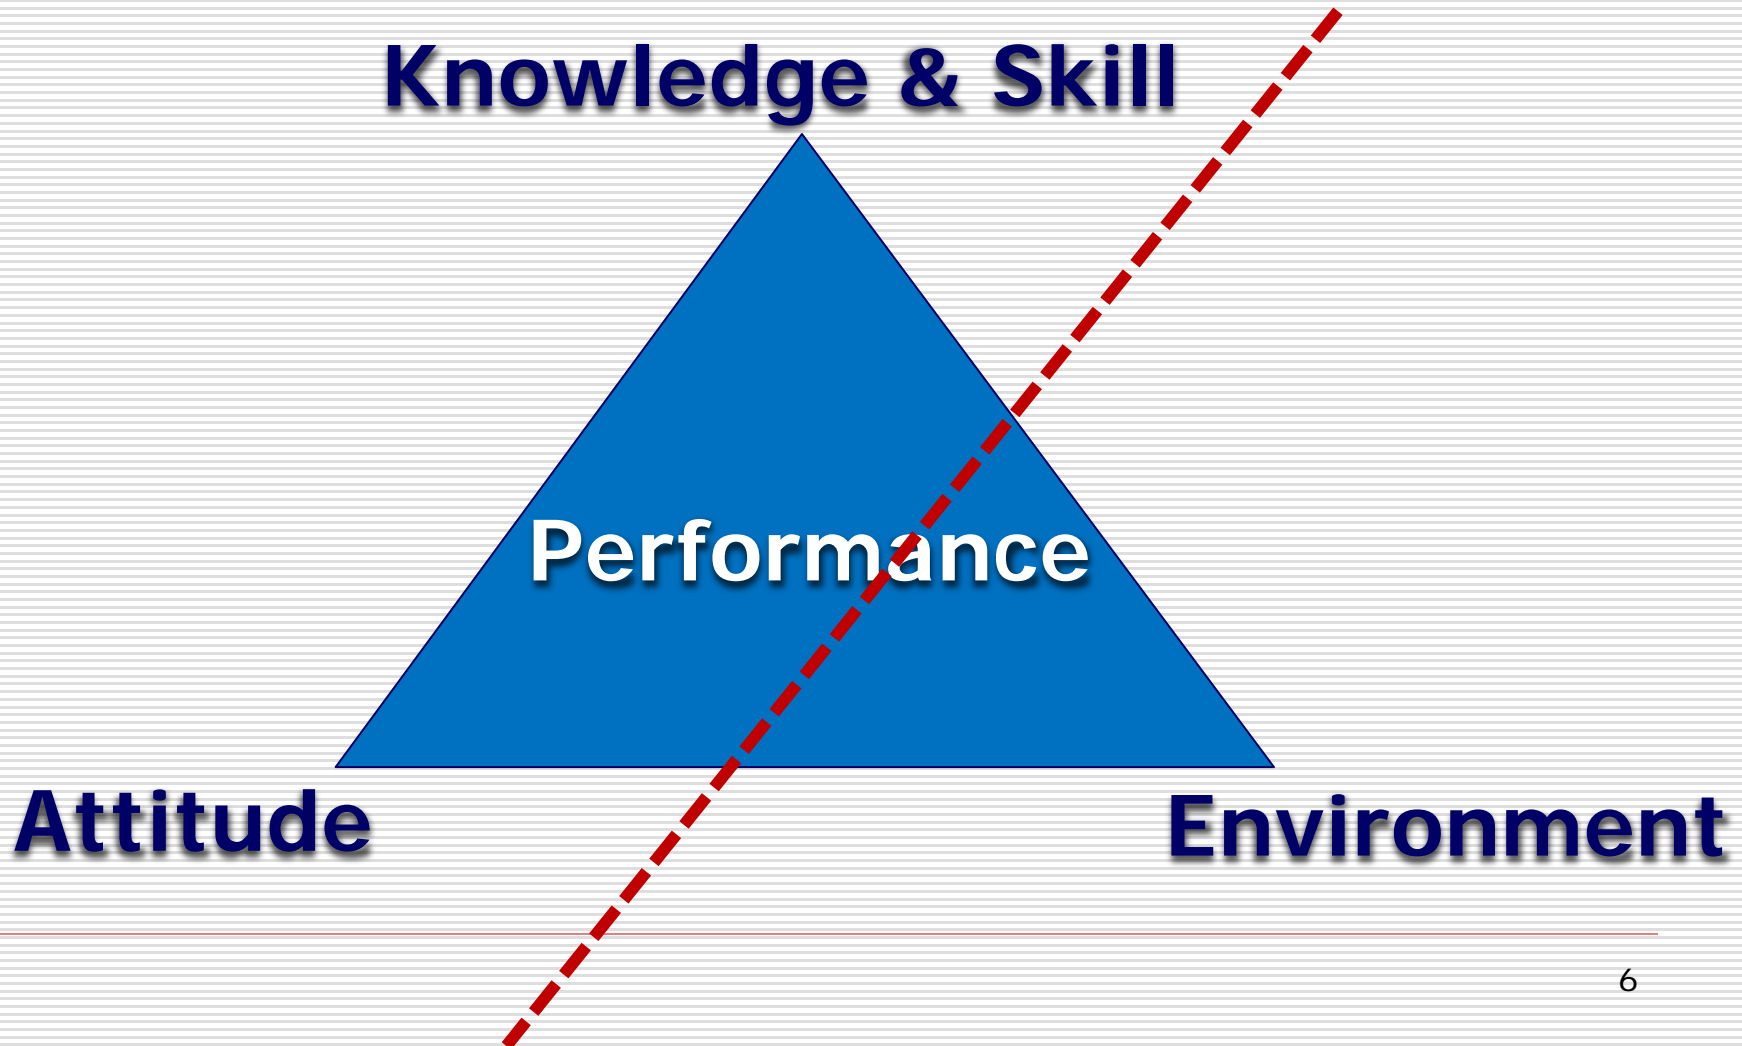 Knowledge & Skill
Performance
Attitude
Environment
6